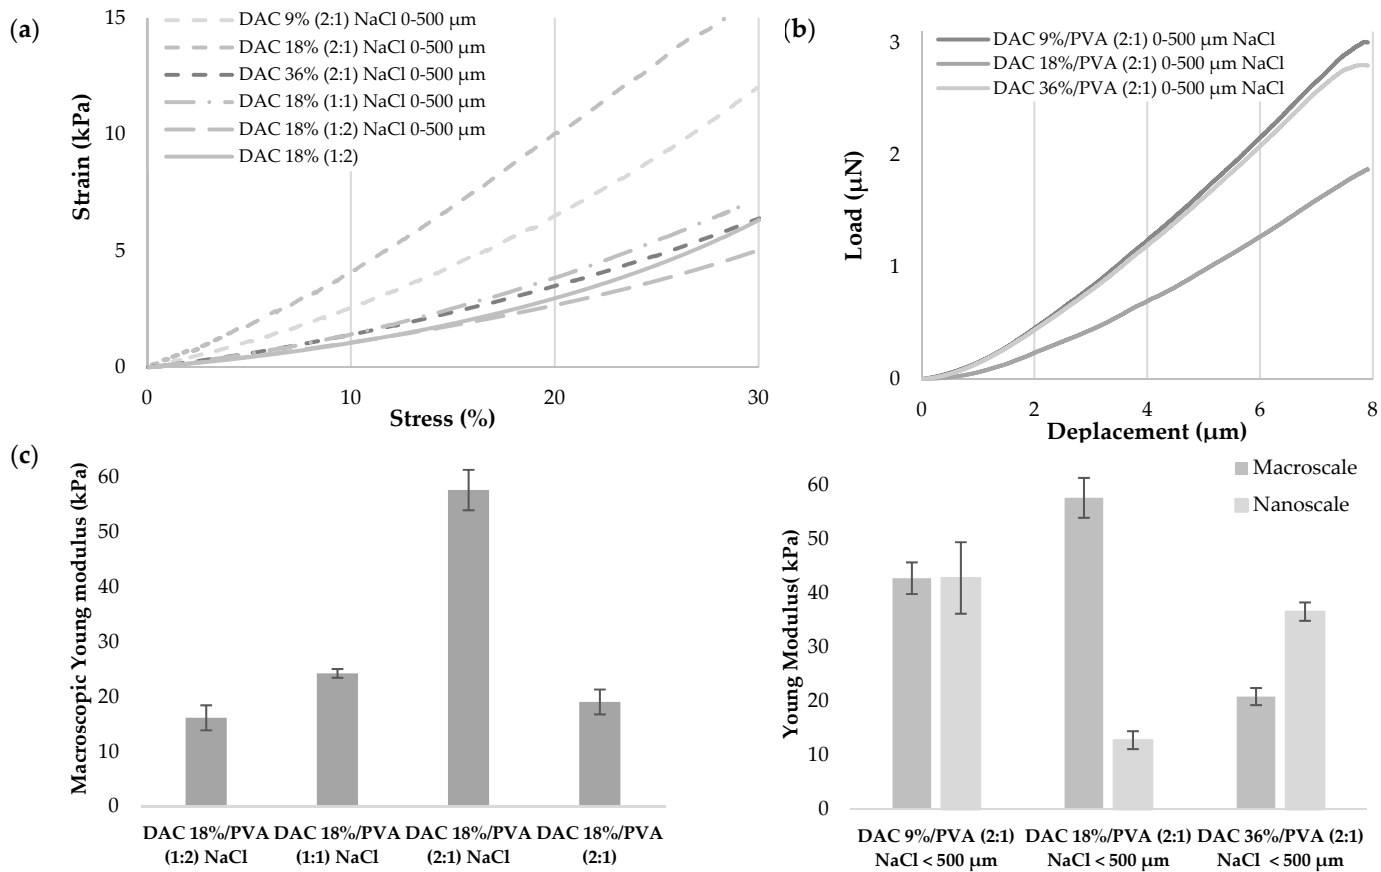 (a)
DAC 9% (2:1) NaCl 0-500 µm
DAC 18% (2:1) NaCl 0-500 µm
DAC 36% (2:1) NaCl 0-500 µm
DAC 18% (1:1) NaCl 0-500 µm
DAC 18% (1:2) NaCl 0-500 µm
DAC 18% (1:2)
Strain (kPa)
15
10
5
0
0
10
20
30
Stress (%)
(b)
DAC 9%/PVA (2:1) 0-500 µm NaCl
DAC 18%/PVA (2:1) 0-500 µm NaCl
DAC 36%/PVA (2:1) 0-500 µm NaCl
Load (µN)
3
2
1
0
0
2
4
6
8
Deplacement (µm)
(c)
Macroscopic Young modulus (kPa)
60
50
40
30
20
10
0
DAC 18%/PVA
(1:2) NaCl
DAC 18%/PVA
(1:1) NaCl
DAC 18%/PVA
(2:1) NaCl
DAC 18%/PVA
(2:1)
Macroscale
Nanoscale
Young Modulus( kPa)
60
50
40
30
20
10
0
DAC 9%/PVA (2:1)
NaCl < 500 µm
DAC 18%/PVA (2:1)
NaCl < 500 µm
DAC 36%/PVA (2:1)
NaCl < 500 µm